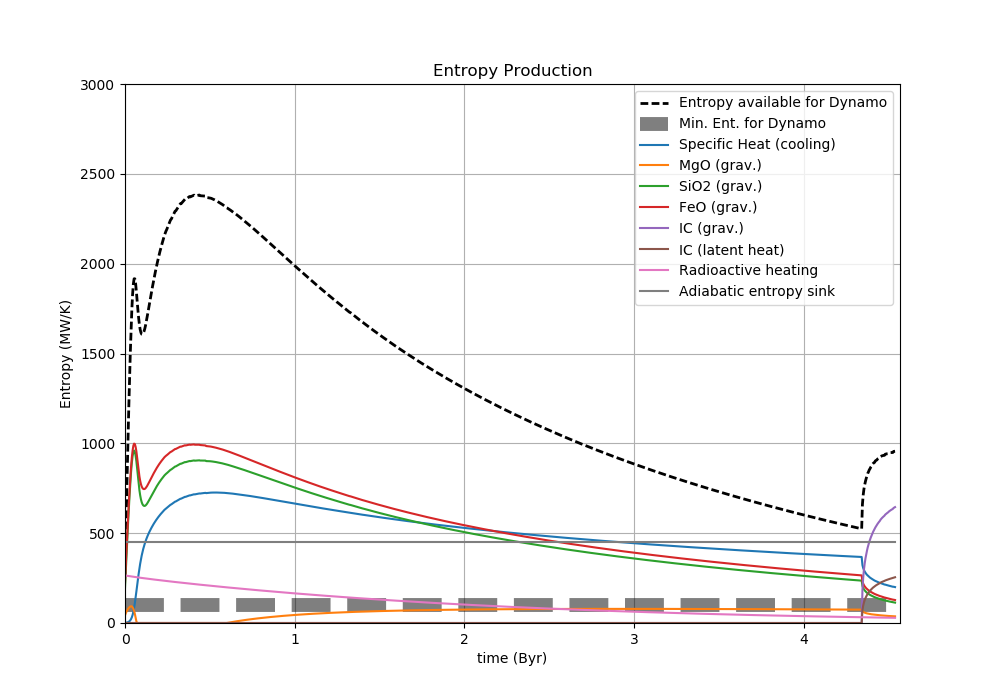 Entropy Production
Entropy (MW/K)
3000
2500
2000
1500
1000
500
0
0 1 2 3 4
time (Byr)
Entropy available for Dynamo
Min. Ent. for Dynamo
Specific Heat (cooling)
MgO (grav.)
SiO2 (grav.)
FeO (grav.)
IC (grav.)
IC (latent heat)
Radioactive heating
Adiabatic entropy sink